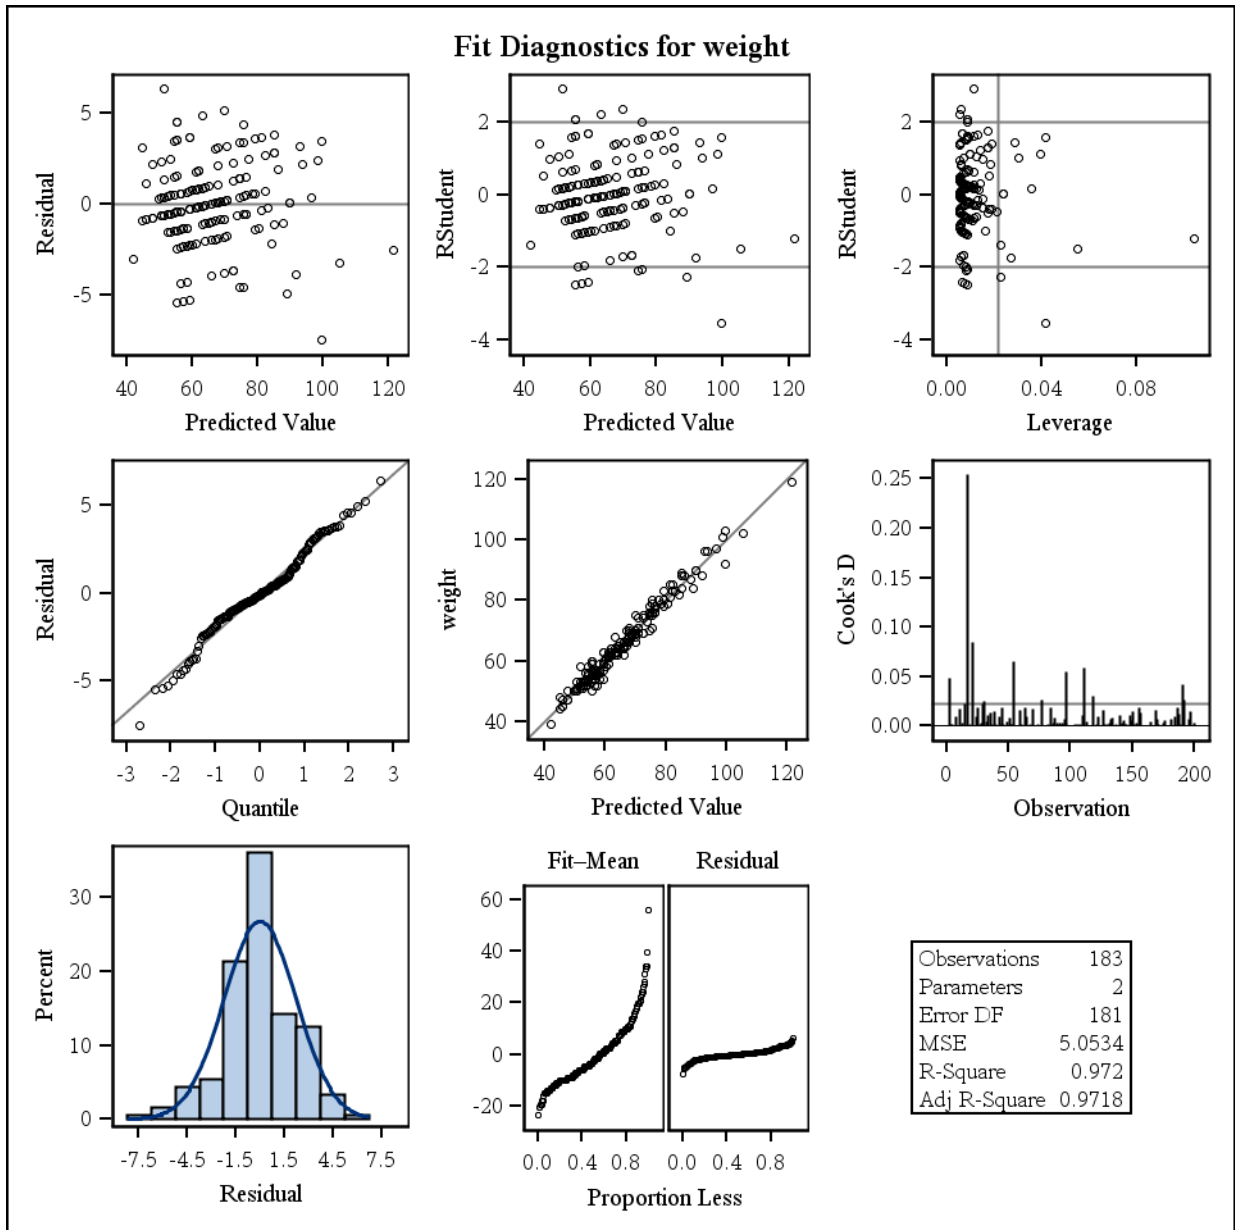 Fit Diagnostics for weight
5
0
-5
Residual
40 60 80 100 120
Predicted Value
2
0
-2
-4
RStudent
40 60 80 100 120
Predicted Value
2
0
-2
-4
RStudent
0.00 0.04 0.08
Leverage
5
0
-5
Residual
-3 -2 -1 0 1 2 3
Quantile
120
100
80
60
40
weight
40 60 80 100 120
Predicted Value
0.25
0.20
0.15
0.10
0.05
0.00
Cook's D
0 50 100 150 200
Observation
30
20
10
0
Percent
-7.5 -4.5 -1.5 1.5 4.5 7.5
Residual
Fit–Mean Residual
60
40
20
0
-20
0.0 0.4 0.8 0.0 0.4 0.8
Proportion Less
Observations 183
Parameters 2
Error DF 181
MSE 5.0534
R-Square 0.972
Adj R-Square 0.9718